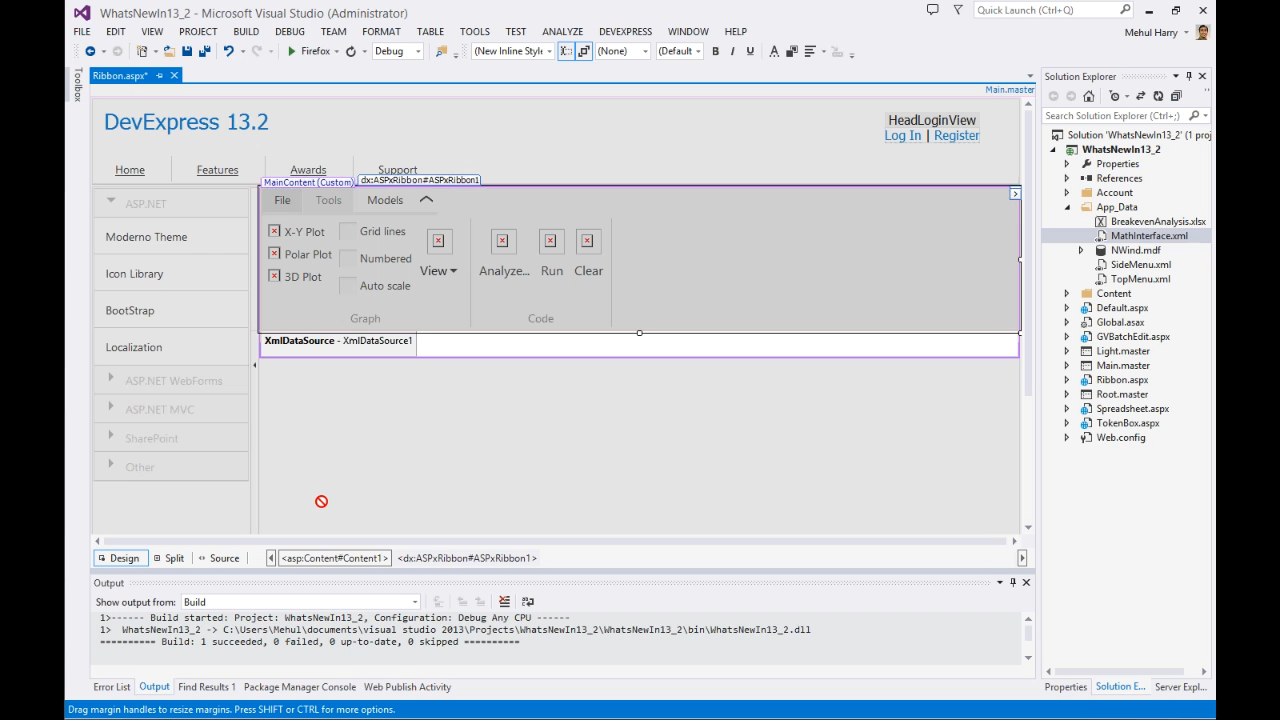 WhatsNewIn13_2 - Microsoft Visual Studio (Administrator)
Quick Launch (Ctrl+Q)
FILE EDIT VIEW PROJECT BUILD DEBUG TEAM FORMAT TABLE TOOLS TEST ANALYZE DEVEXPRESS WINDOW HELP
Mehul Harry
Firefox Debug (New Inline Style (None) (Default B I U A
Toolbox
Ribbon.aspx*
Main.master
DevExpress 13.2
HeadLoginView
Log In | Register
Home Features Awards Support
MainContent (Custom) dx:ASPxRibbon#ASPxRibbon1
ASP.NET
Moderno Theme
Icon Library
BootStrap
Localization
ASP.NET WebForms
ASP.NET MVC
SharePoint
Other
File Tools Models
X-Y Plot Grid lines
Polar Plot Numbered
3D Plot Auto scale
View Analyze... Run Clear
Graph Code
XmlDataSource - XmlDataSource1
Design Split Source <asp:Content#Content1> <dx:ASPxRibbon#ASPxRibbon1>
Output
Show output from: Build
1>------ Build started: Project: WhatsNewIn13_2, Configuration: Debug Any CPU ------
1>  WhatsNewIn13_2 -> C:\Users\Mehul\documents\visual studio 2013\Projects\WhatsNewIn13_2\WhatsNewIn13_2\bin\WhatsNewIn13_2.dll
========== Build: 1 succeeded, 0 failed, 0 up-to-date, 0 skipped ==========
Error List Output Find Results 1 Package Manager Console Web Publish Activity
Solution Explorer
Search Solution Explorer (Ctrl+;)
Solution 'WhatsNewIn13_2' (1 proj
WhatsNewIn13_2
Properties
References
Account
App_Data
BreakevenAnalysis.xlsx
MathInterface.xml
NWind.mdf
SideMenu.xml
TopMenu.xml
Content
Default.aspx
Global.asax
GVBatchEdit.aspx
Light.master
Main.master
Ribbon.aspx
Root.master
Spreadsheet.aspx
TokenBox.aspx
Web.config
Properties Solution E... Server Expl...
Drag margin handles to resize margins. Press SHIFT or CTRL for more options.